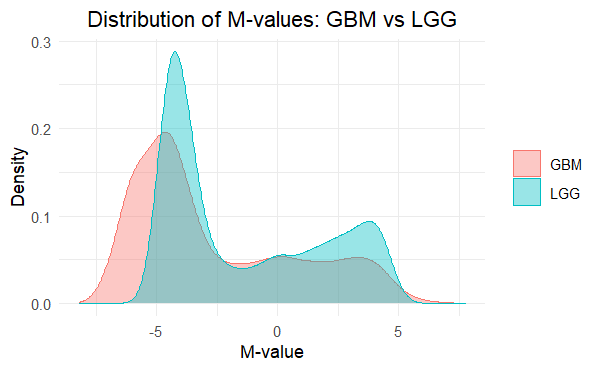 Distribution of M-values: GBM vs LGG
0.3
0.2
0.1
0.0
Density
-5
0
5
M-value
GBM
LGG